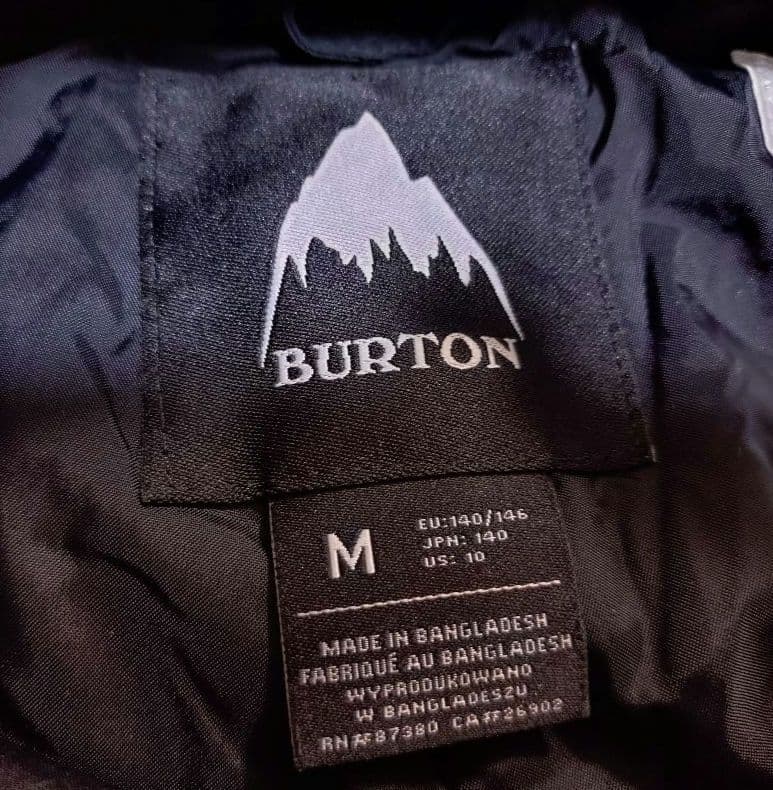 BURTON
M
EU:140/146
JPN: 140
US: 10
MADE IN BANGLADESH
FABRIQUÉ AU BANGLADESH
WYPRODUKOWANO
W BANGLADESZU
RN#87380 CA#26902